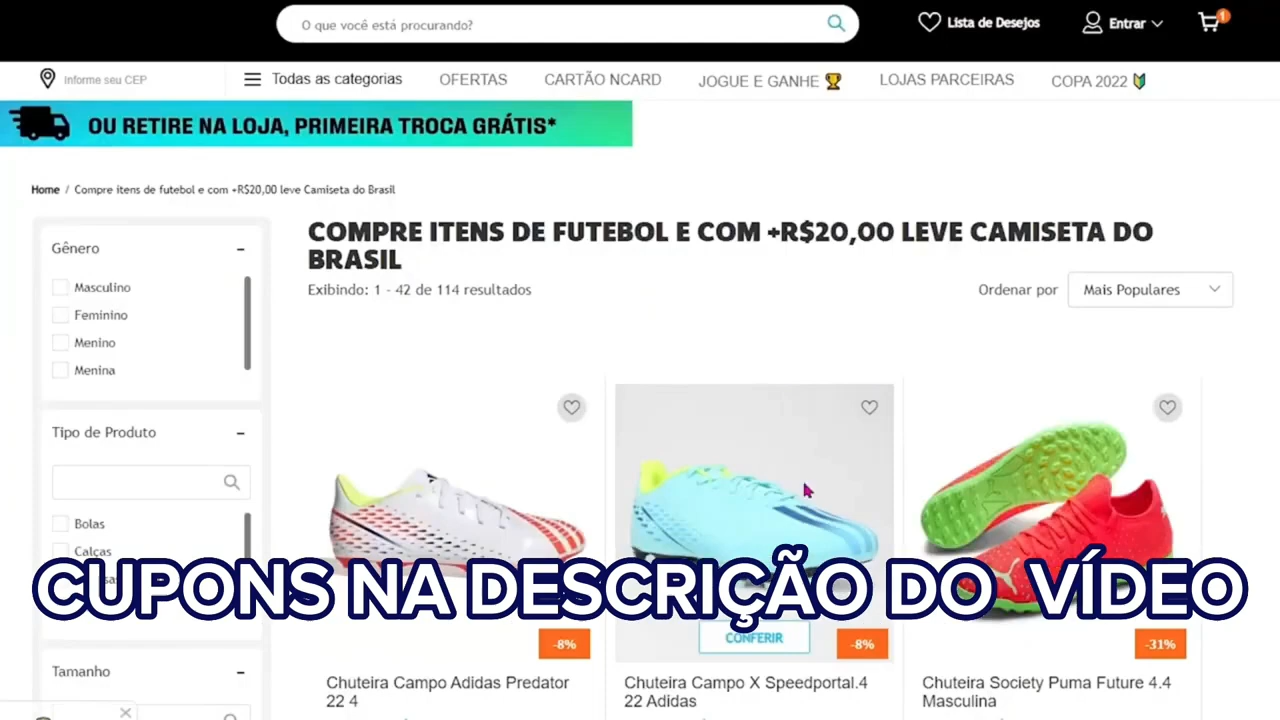 O que você está procurando?
Lista de Desejos
Entrar
1
Informe seu CEP
Todas as categorias
OFERTAS
CARTÃO NCARD
JOGUE E GANHE
LOJAS PARCEIRAS
COPA 2022
OU RETIRE NA LOJA, PRIMEIRA TROCA GRÁTIS*
Home / Compre itens de futebol e com +R$20,00 leve Camiseta do Brasil
COMPRE ITENS DE FUTEBOL E COM +R$20,00 LEVE CAMISETA DO
BRASIL
Exibindo: 1 - 42 de 114 resultados
Ordenar por
Mais Populares
Gênero
Masculino
Feminino
Menino
Menina
Tipo de Produto
Bolas
Calças
CUPONS NA DESCRIÇÃO DO VÍDEO
-8%
CONFERIR
-8%
-31%
Tamanho
Chuteira Campo Adidas Predator
22 4
Chuteira Campo X Speedportal.4
22 Adidas
Chuteira Society Puma Future 4.4
Masculina